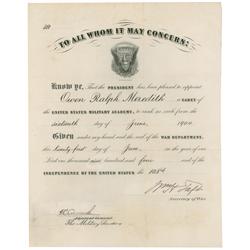 TO ALL WHOM IT MAY CONCERN:
Know ye, That the PRESIDENT has been pleased to appoint
Owen Ralph Meredith a CADET of the
UNITED STATES MILITARY ACADEMY, to rank as such from the
sixteenth day of June, 1904.
Given under my hand and the seal of the WAR DEPARTMENT,
this twenty-first day of June, in the year of our
Lord one thousand nine hundred and four and of the
INDEPENDENCE OF THE UNITED STATES the 128th
Wm H Taft
Secretary of War.
The Military Secretary